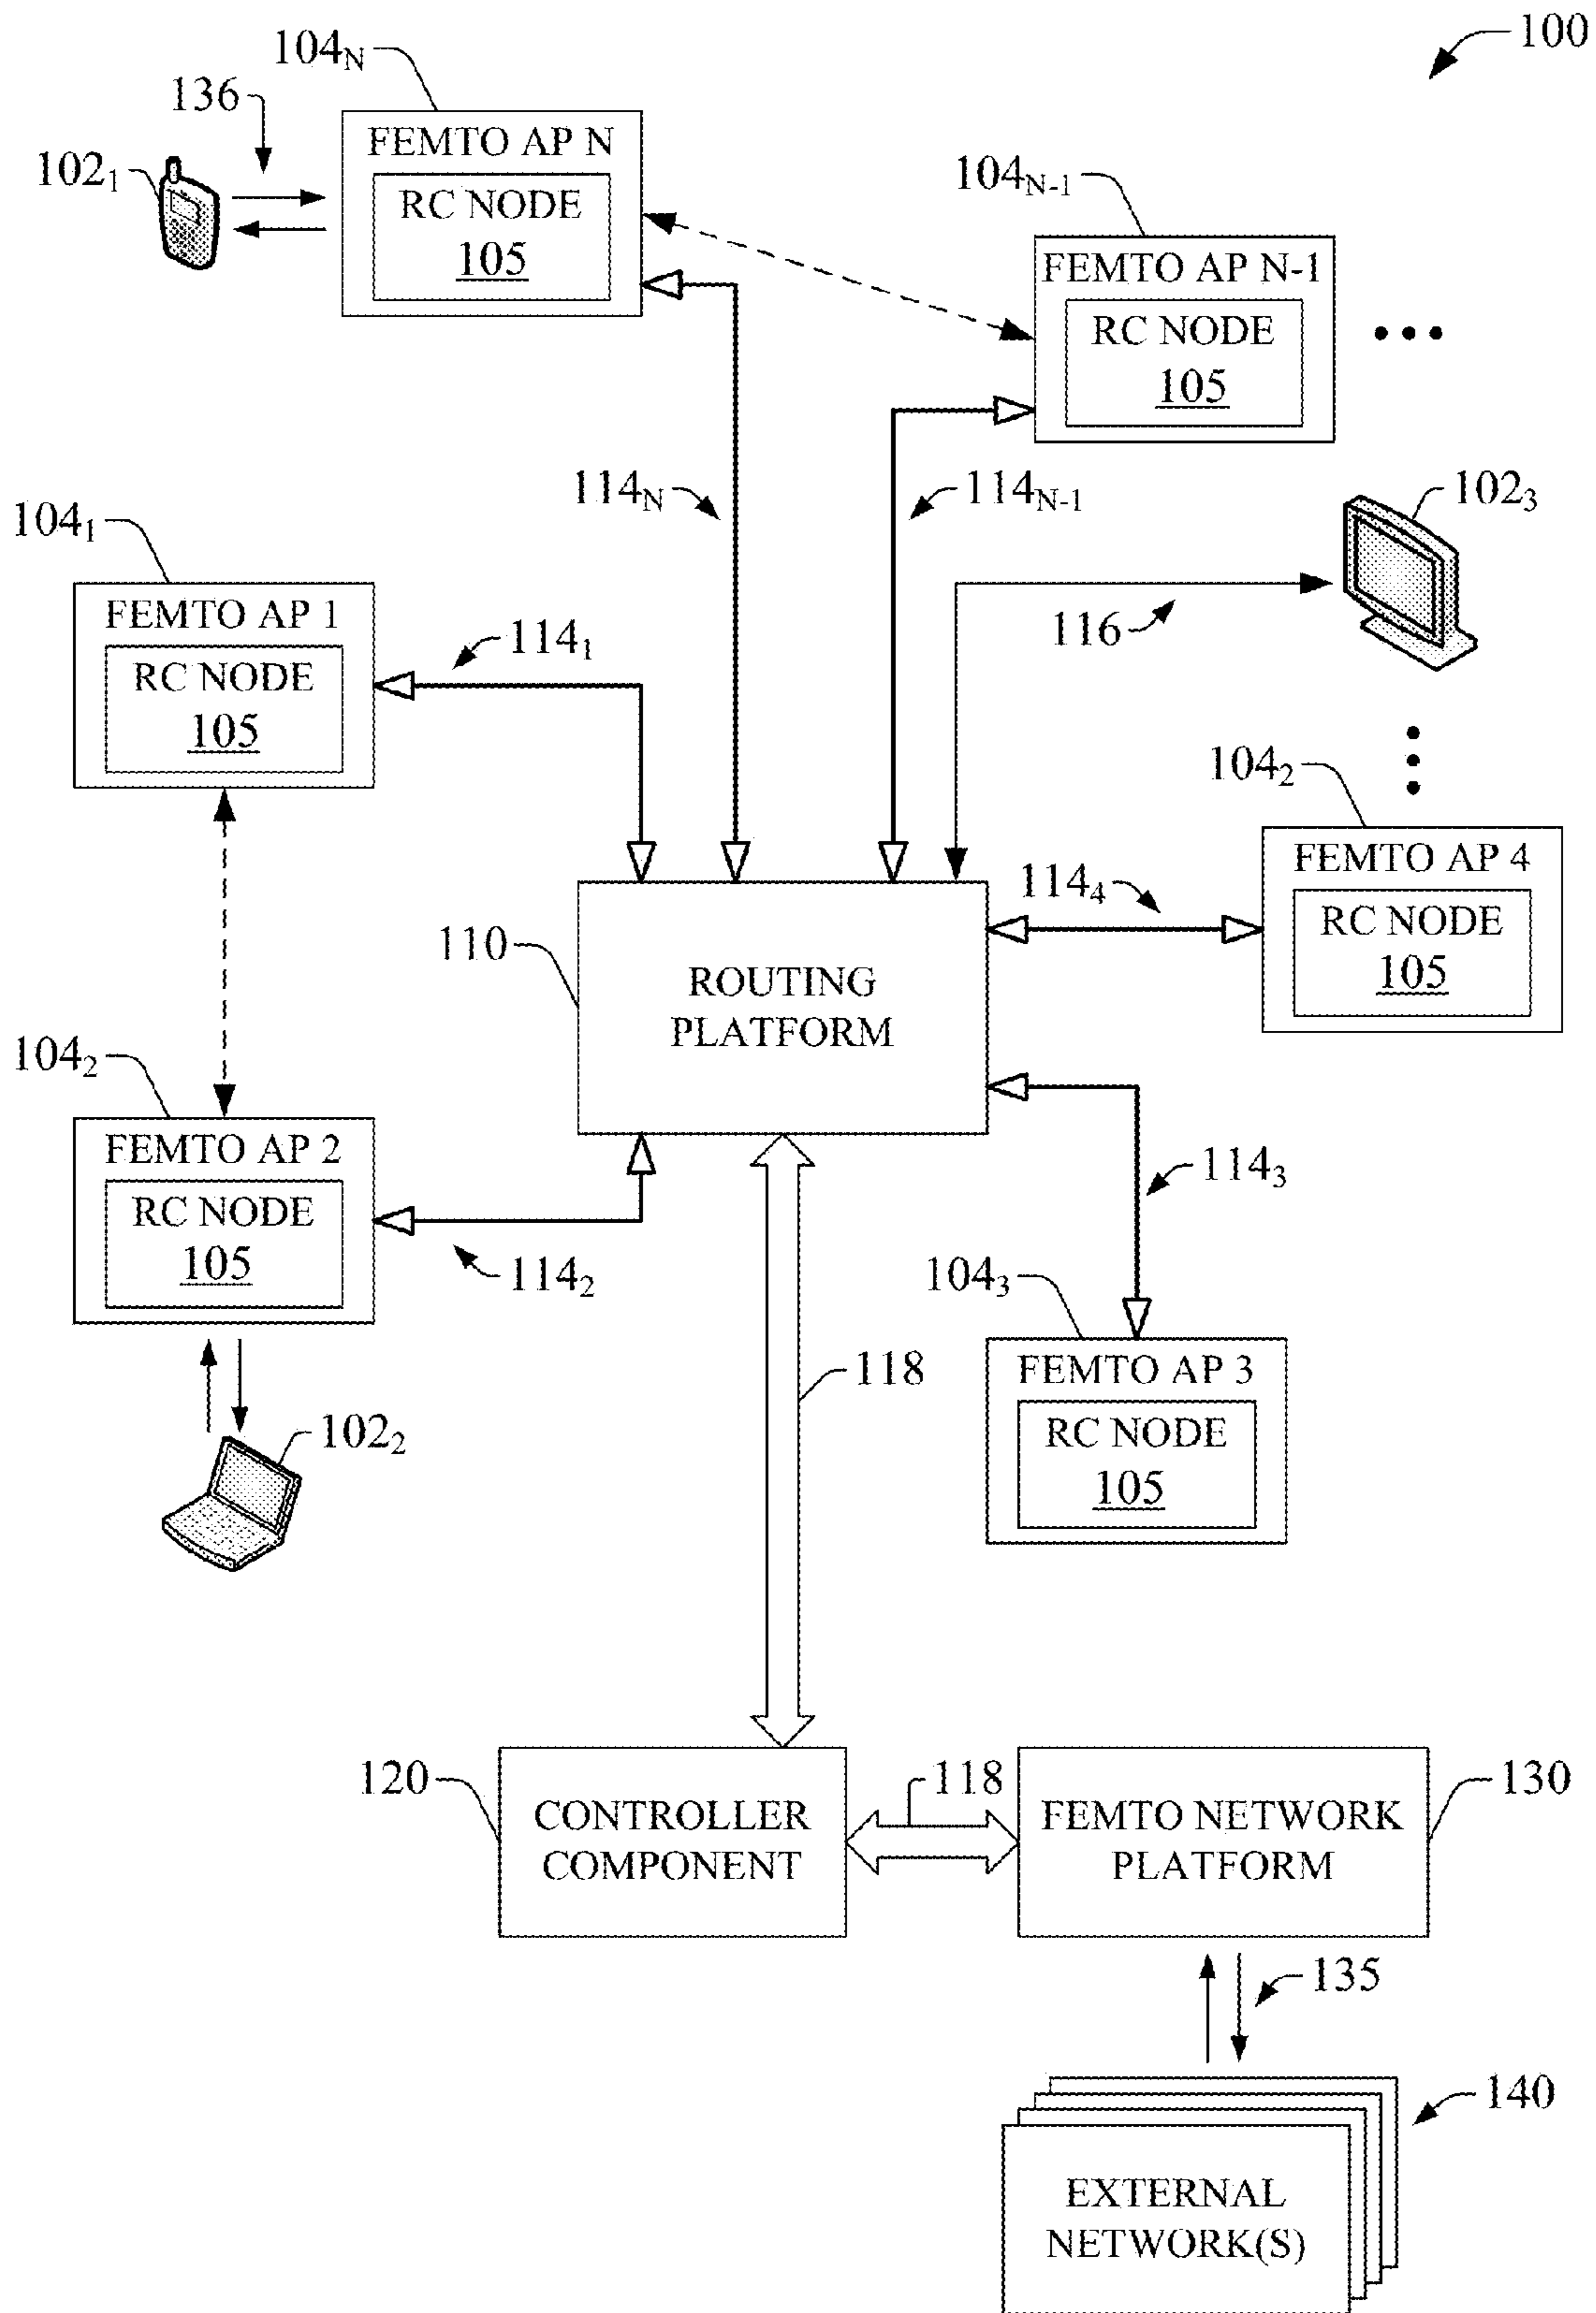 100
104N
136
FEMTO AP N
1021
RC NODE
105
104N-1
FEMTO AP N-1
RC NODE
105
114N
114N-1
1023
1041
FEMTO AP 1
RC NODE
105
1141
116
1042
FEMTO AP 4
RC NODE
105
1144
110
ROUTING
PLATFORM
1042
FEMTO AP 2
RC NODE
105
1142
1143
1043
FEMTO AP 3
RC NODE
105
118
1022
120
CONTROLLER
COMPONENT
118
FEMTO NETWORK
PLATFORM
130
135
140
EXTERNAL
NETWORK(S)